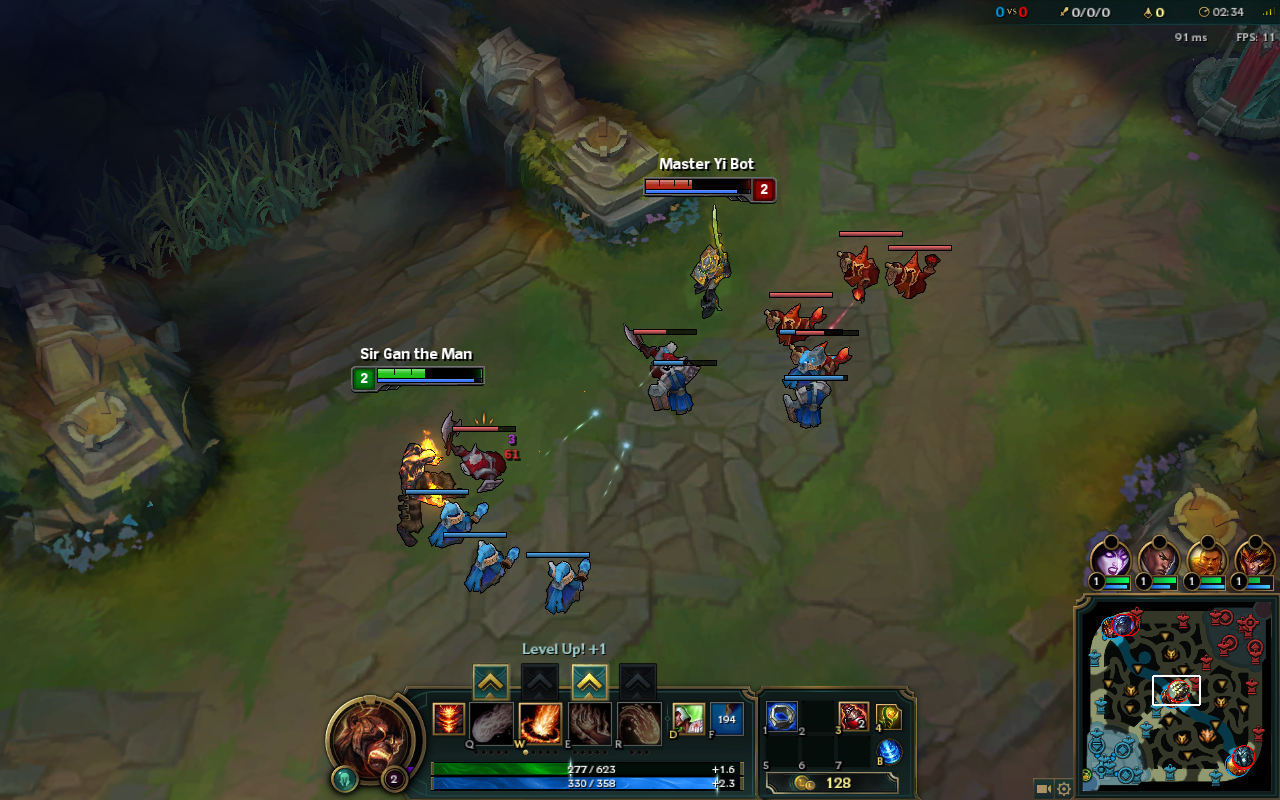 0 vs 0 0/0/0 0 02:34
91 ms FPS: 11
Master Yi Bot
2
Sir Gan the Man
2
3
61
1 1 1 1
Level Up! +1
194
Q W E R D F
1 2 3 2 4
5 6 7 B
277 / 623 +1.6
330 / 358 +2.3
2
128